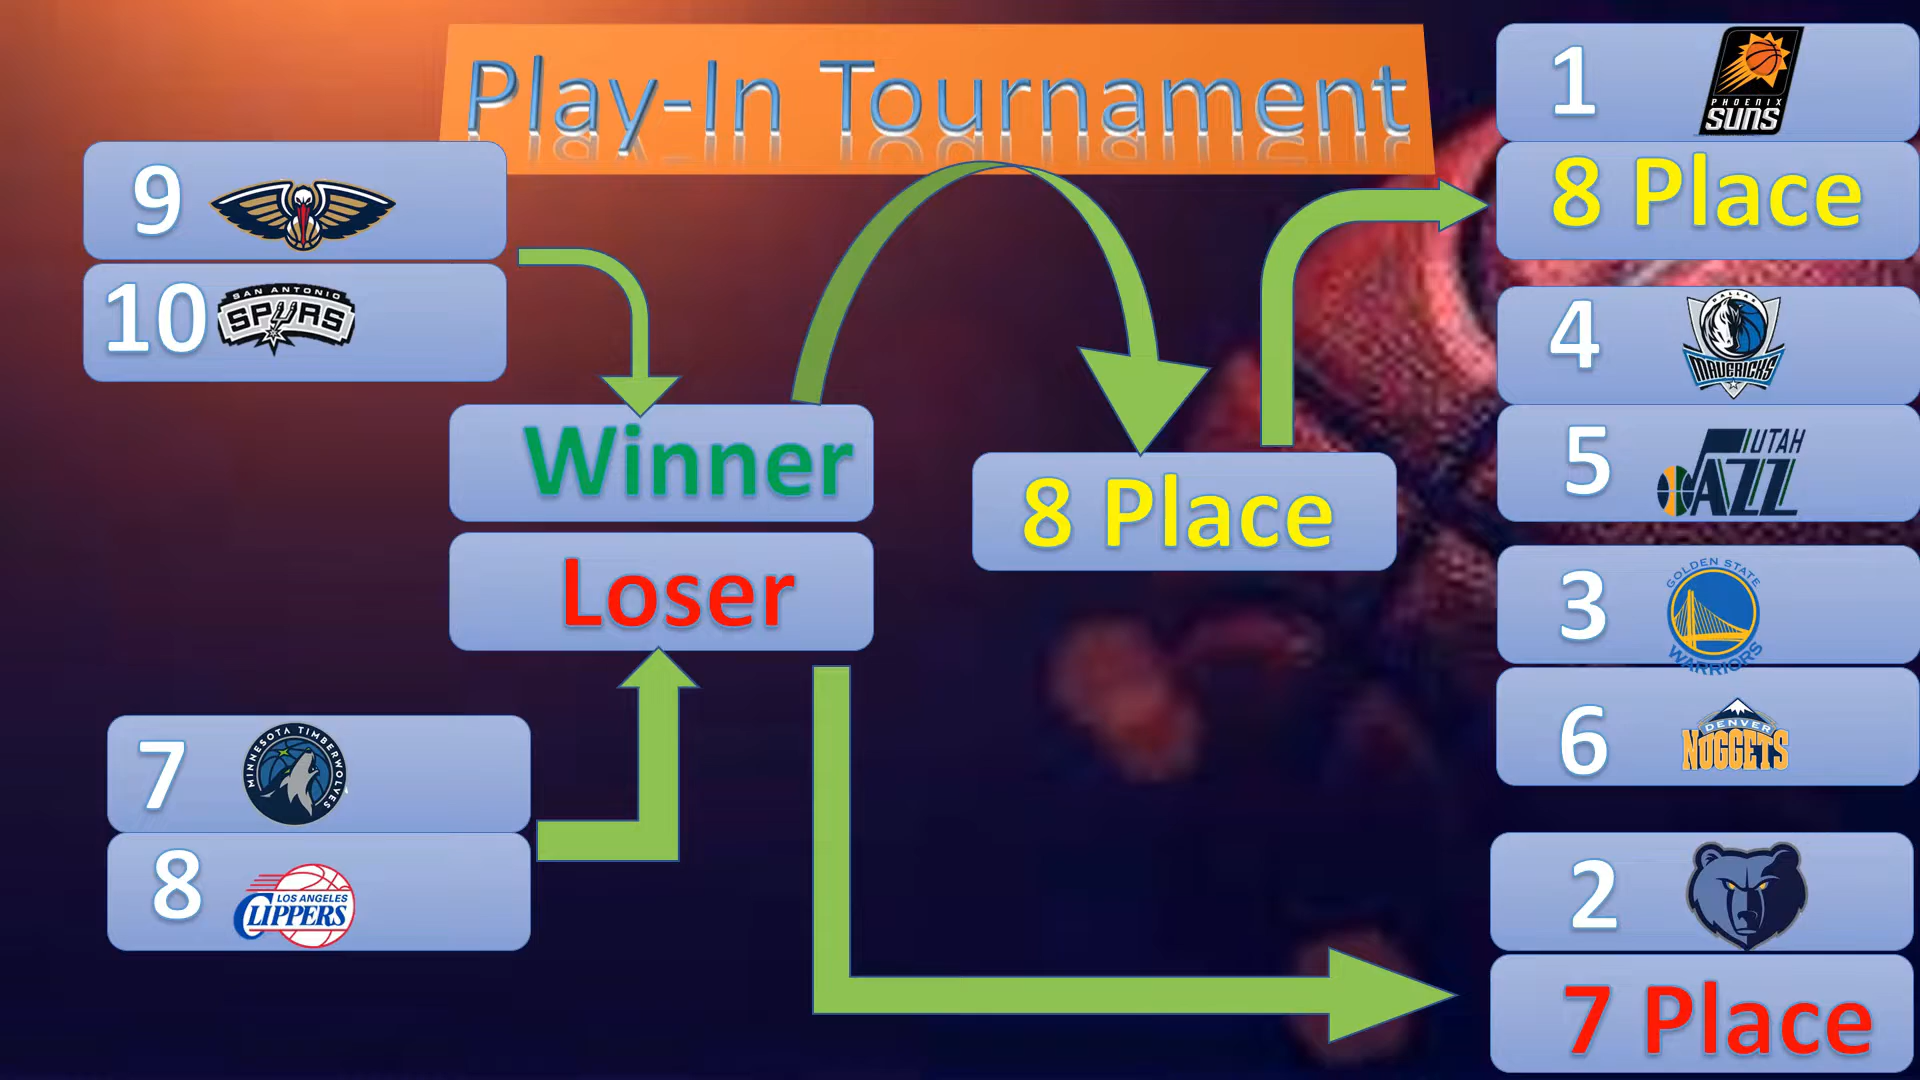 Play-In Tournament
9
10
SAN ANTONIO
SPURS
Winner
Loser
7
MINNESOTA TIMBERWOLVES
8
LOS ANGELES
CLIPPERS
8 Place
1
PHOENIX
SUNS
8 Place
4
DALLAS
MAVERICKS
5
UTAH
JAZZ
3
GOLDEN STATE
WARRIORS
6
DENVER
NUGGETS
2
7 Place